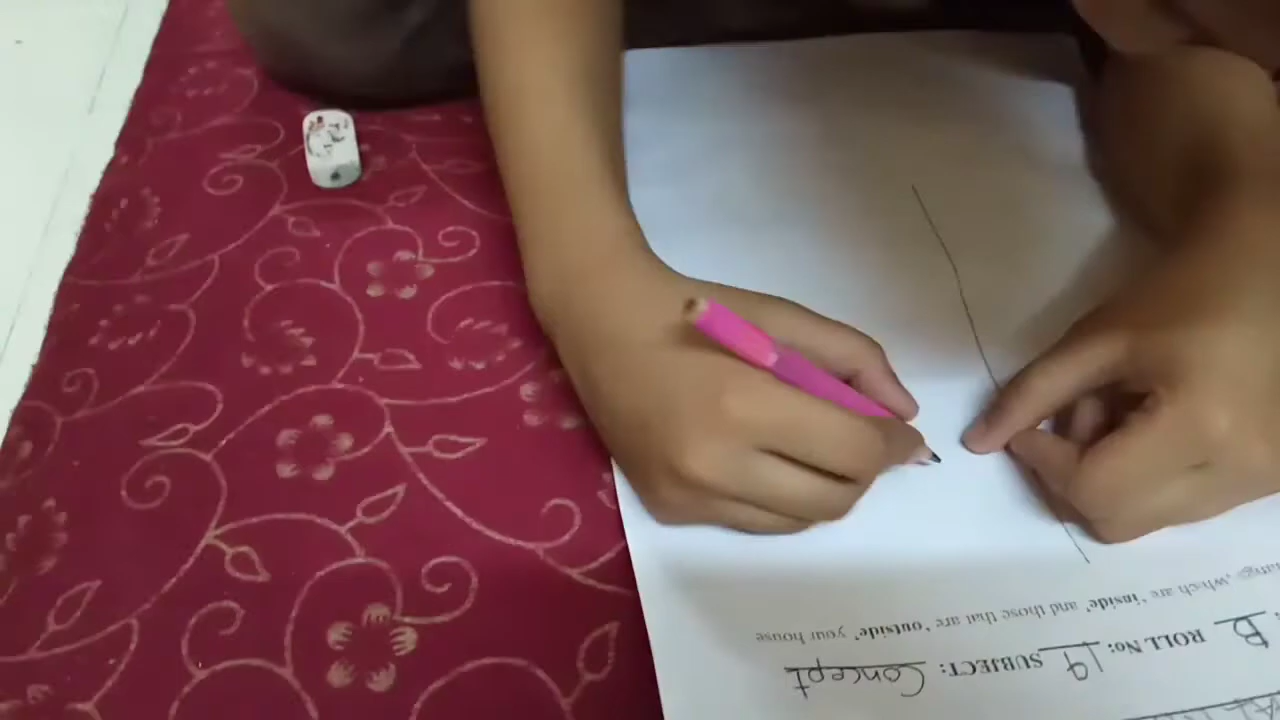 B ROLL No: 19 SUBJECT: Concept
which are 'inside' and those that are 'outside' your house